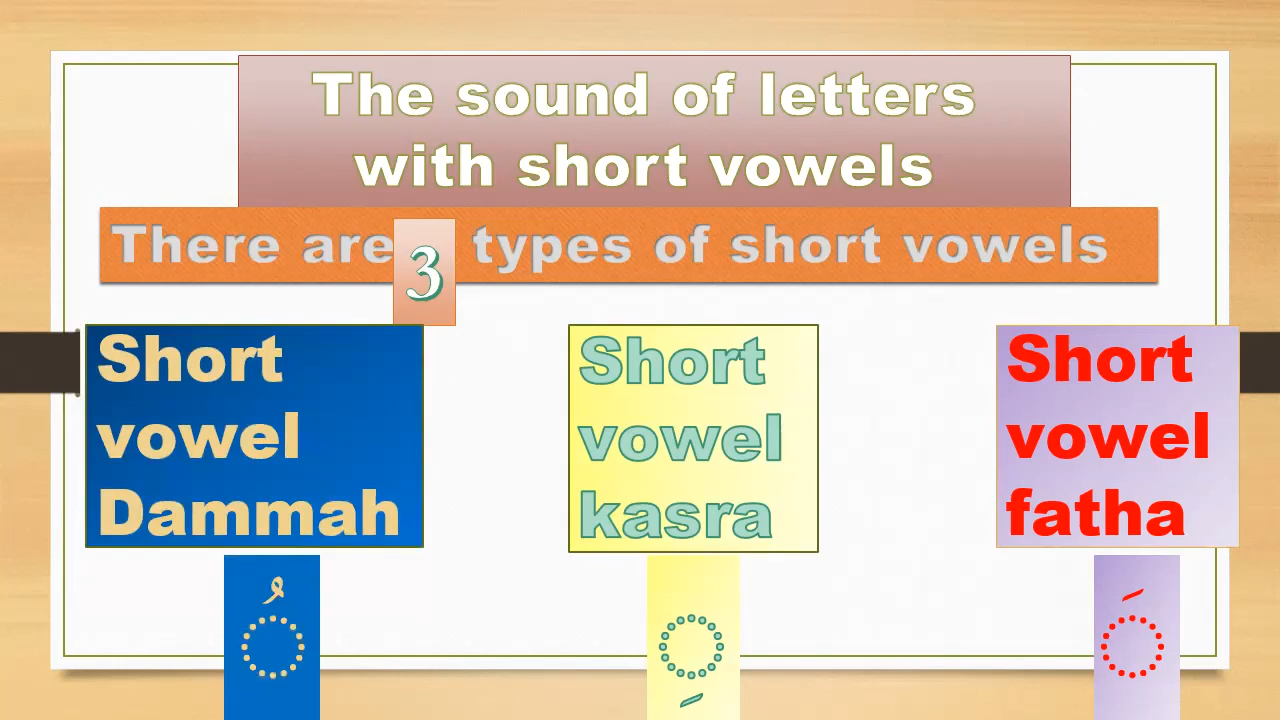 The sound of letters
with short vowels
There are 3 types of short vowels
Short
vowel
Dammah
Short
vowel
kasra
Short
vowel
fatha
◌ُ
◌ِ
◌َ